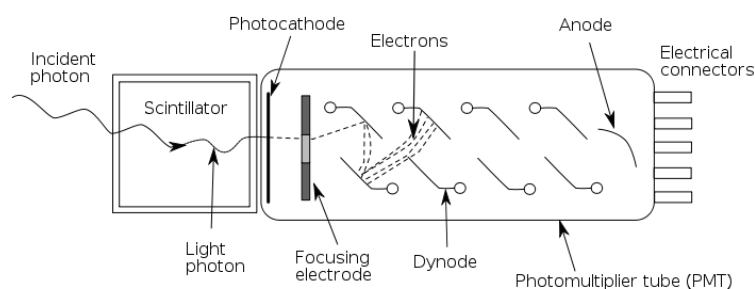 Photocathode
Incident
photon
Electrons
Anode
Electrical
connectors
Scintillator
Light
photon
Focusing
electrode
Dynode
Photomultiplier tube (PMT)